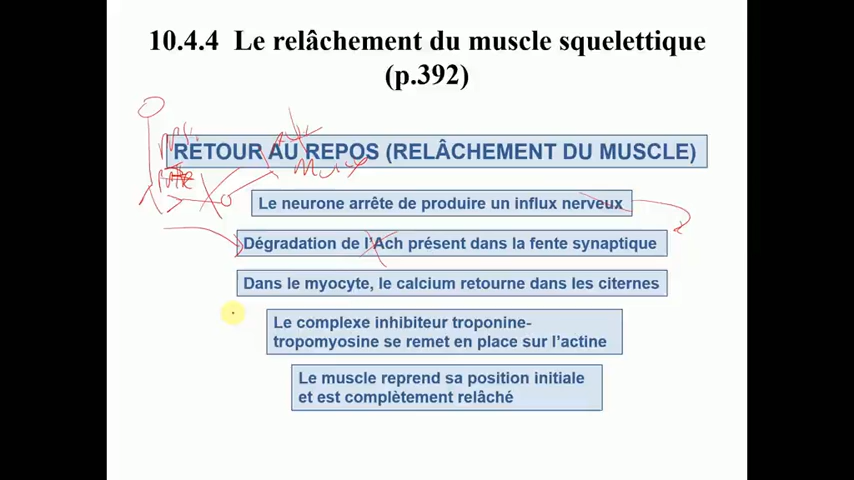 10.4.4 Le relâchement du muscle squelettique
(p.392)
RETOUR AU REPOS (RELÂCHEMENT DU MUSCLE)
Le neurone arrête de produire un influx nerveux
Dégradation de l'Ach présent dans la fente synaptique
Dans le myocyte, le calcium retourne dans les citernes
Le complexe inhibiteur troponine-
tropomyosine se remet en place sur l'actine
Le muscle reprend sa position initiale
et est complètement relâché